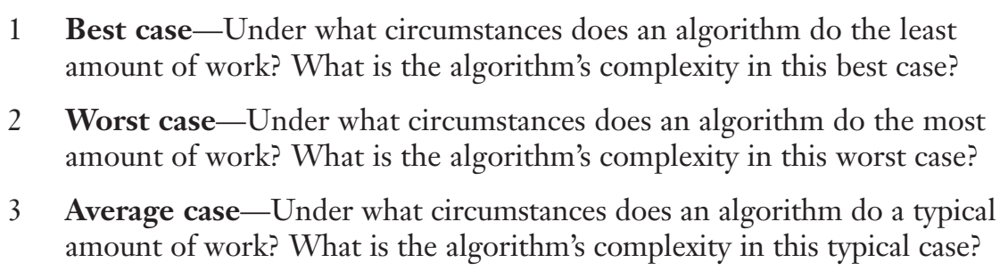 1 Best case—Under what circumstances does an algorithm do the least
amount of work? What is the algorithm’s complexity in this best case?
2 Worst case—Under what circumstances does an algorithm do the most
amount of work? What is the algorithm’s complexity in this worst case?
3 Average case—Under what circumstances does an algorithm do a typical
amount of work? What is the algorithm’s complexity in this typical case?